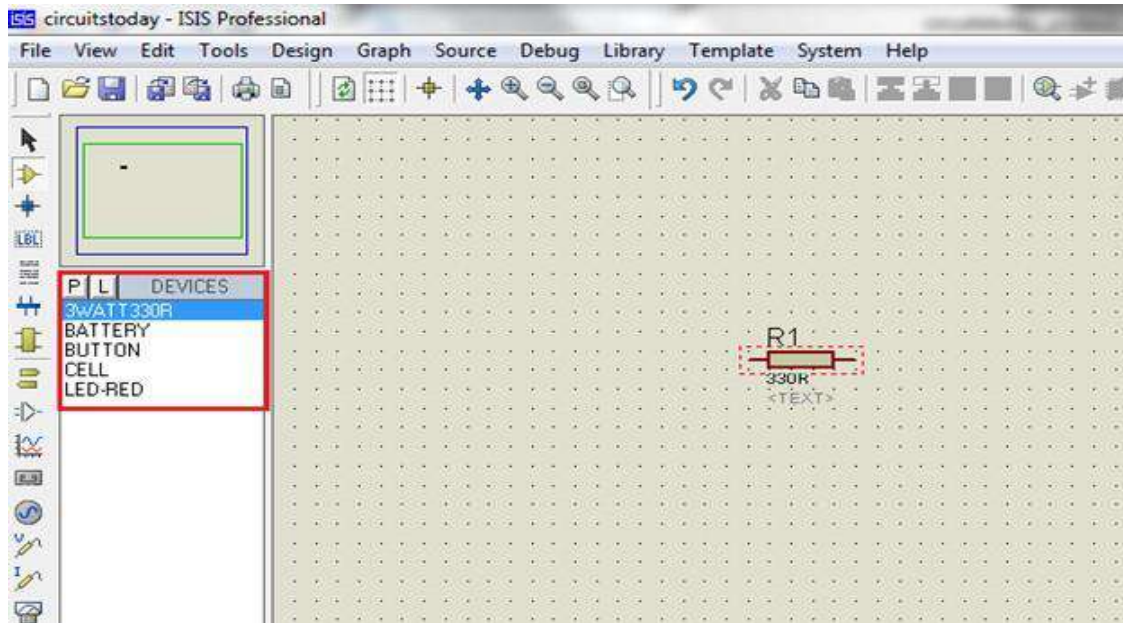 ISIS circuitstoday - ISIS Professional
File View Edit Tools Design Graph Source Debug Library Template System Help
LBL
P L DEVICES
3WATT330R
BATTERY
BUTTON
CELL
LED-RED
R1
330R
<TEXT>
V
I